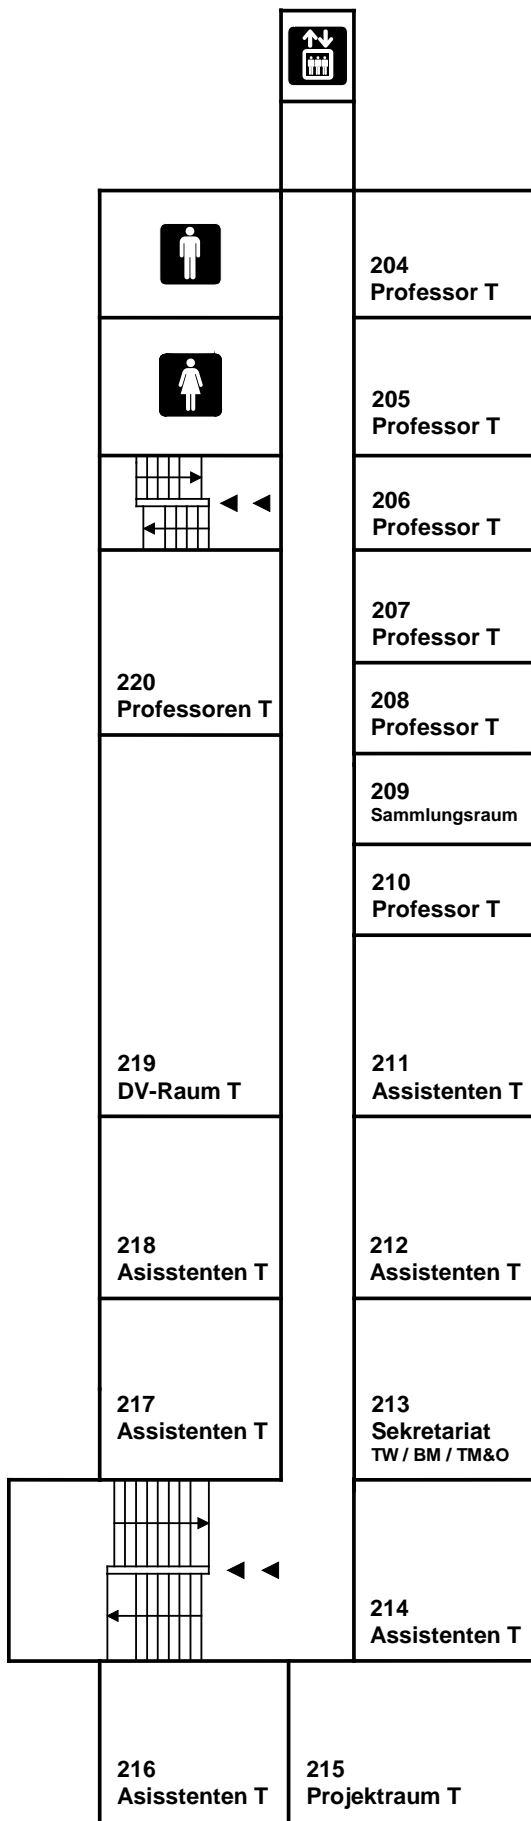 204
Professor T
205
Professor T
206
Professor T
207
Professor T
220
Professoren T
208
Professor T
209
Sammlungsraum
210
Professor T
219
DV-Raum T
211
Assistenten T
218
Asisstenten T
212
Assistenten T
217
Assistenten T
213
Sekretariat
TW / BM / TM&O
214
Assistenten T
216
Asisstenten T
215
Projektraum T